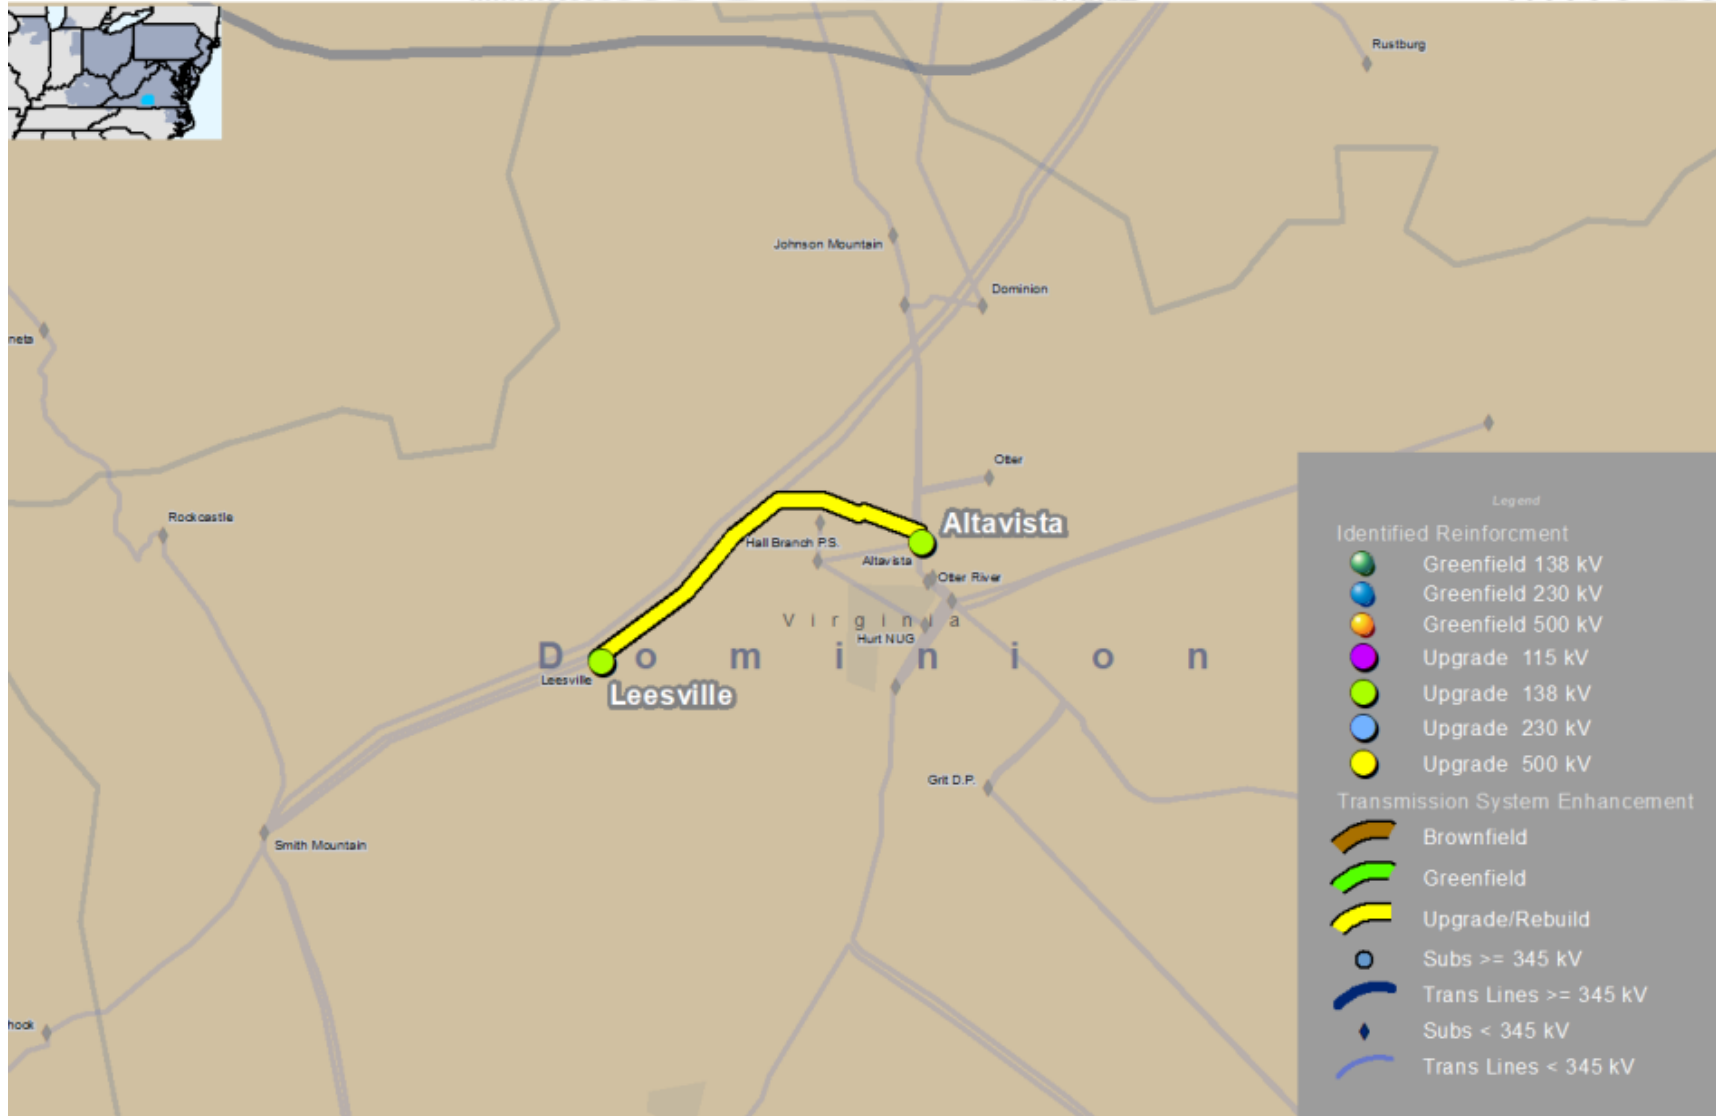 Rustburg
Johnson Mountain
Dominion
neta
Otter
Rockcastle
Altavista
Hall Branch P.S.
Altavista
Otter River
Virginia
Hurt NUG
Dominion
Leesville
Leesville
Grit D.P.
Smith Mountain
hook
Legend
Identified Reinforcment
Greenfield 138 kV
Greenfield 230 kV
Greenfield 500 kV
Upgrade 115 kV
Upgrade 138 kV
Upgrade 230 kV
Upgrade 500 kV
Transmission System Enhancement
Brownfield
Greenfield
Upgrade/Rebuild
Subs >= 345 kV
Trans Lines >= 345 kV
Subs < 345 kV
Trans Lines < 345 kV